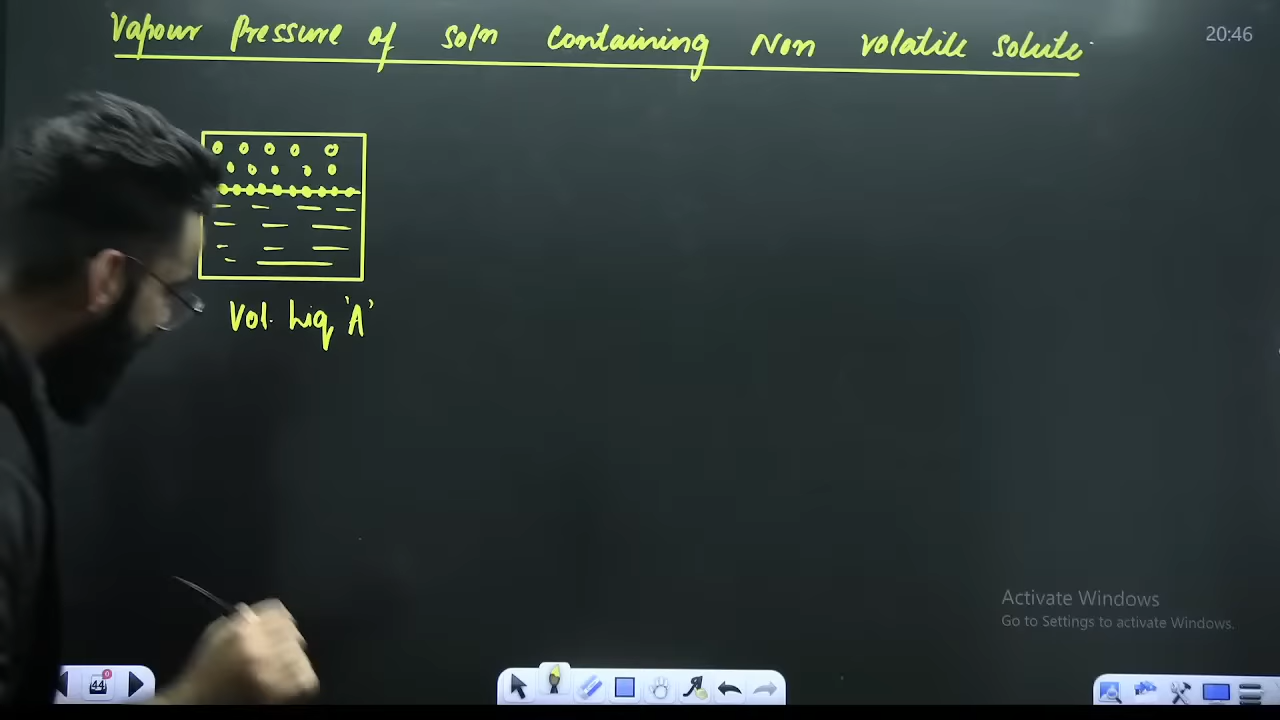 Vapour Pressure of soln containing Non volatile solute
20:46
Vol. Liq 'A'
Activate Windows
Go to Settings to activate Windows.
44